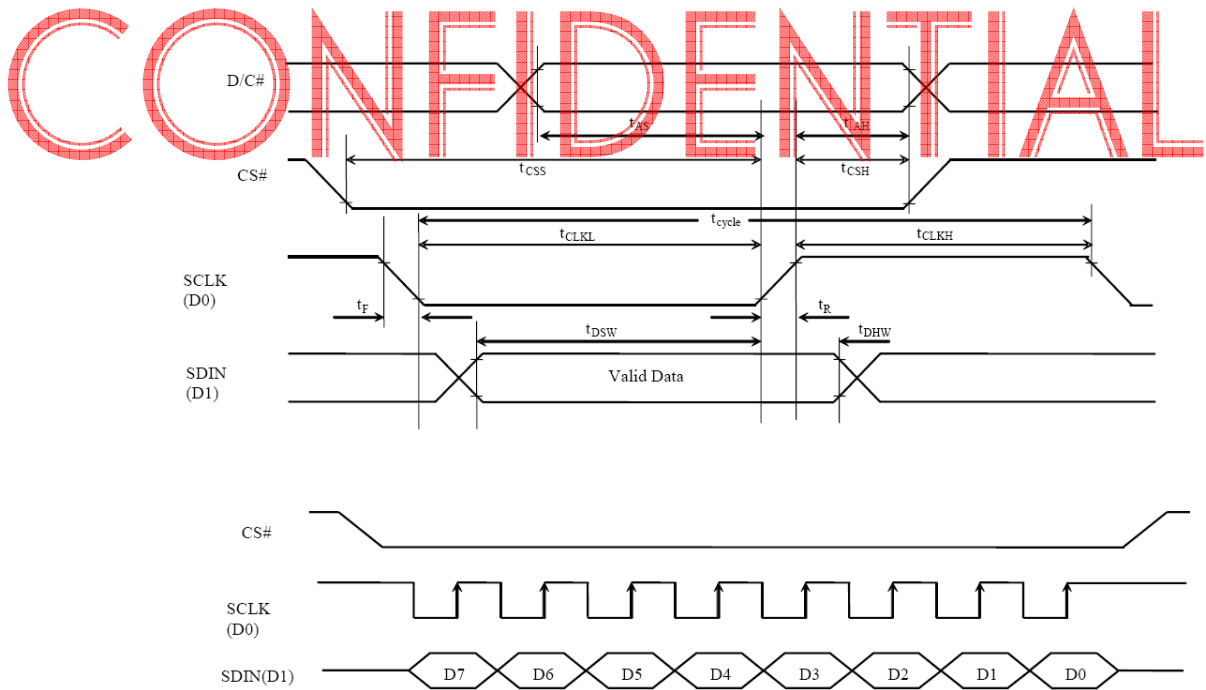 CONFIDENTIAL
D/C#
tAS
tAH
tCSS
tCSH
CS#
tcycle
tCLKL
tCLKH
SCLK
(D0)
tF
tR
tDSW
tDHW
SDIN
(D1)
Valid Data
CS#
SCLK
(D0)
SDIN(D1)
D7 D6 D5 D4 D3 D2 D1 D0